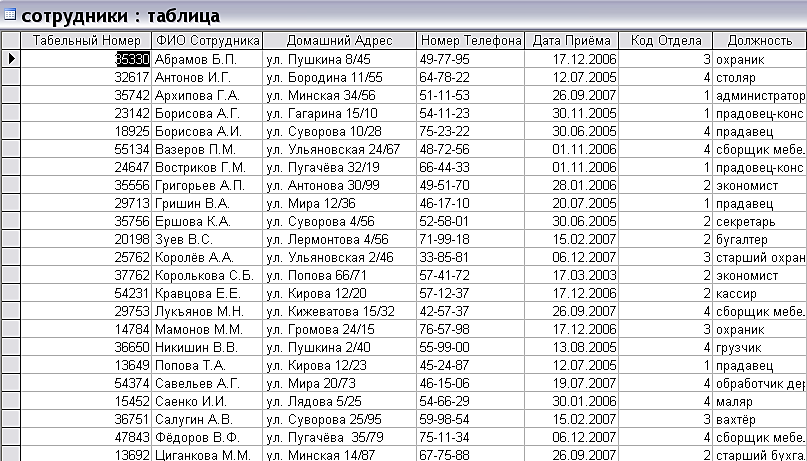 сотрудники : таблица
Табельный Номер ФИО Сотрудника Домашний Адрес Номер Телефона Дата Приёма Код Отдела Должность
35330 Абрамов Б.П. ул. Пушкина 8/45 49-77-95 17.12.2006 3 охраник
32617 Антонов И.Г. ул. Бородина 11/55 64-78-22 12.07.2005 4 столяр
35742 Архипова Г.А. ул. Минская 34/56 51-11-53 26.09.2007 1 администратор
23142 Борисова А.Г. ул. Гагарина 15/10 54-11-23 30.11.2005 1 прадовец-конс
18925 Борисова А.И. ул. Суворова 10/28 75-23-22 30.06.2005 4 прадавец
55134 Вазеров П.М. ул. Ульяновская 24/67 48-72-56 01.11.2006 4 сборщик мебе.
24647 Востриков Г.М. ул. Пугачёва 32/19 66-44-33 01.11.2006 1 прадовец-конс
35556 Григорьев А.П. ул. Антонова 30/99 49-51-70 28.01.2006 2 экономист
29713 Гришин В.А. ул. Мира 12/36 46-17-10 20.07.2005 1 прадавец
35756 Ершова К.А. ул. Суворова 4/56 52-58-01 30.06.2005 2 секретарь
20198 Зуев В.С. ул. Лермонтова 4/56 71-99-18 15.02.2007 2 бугалтер
25762 Королёв А.А. ул. Ульяновская 2/46 33-85-81 06.12.2007 3 старший охран
37762 Королькова С.Б. ул. Попова 66/71 57-41-72 17.03.2003 2 экономист
54231 Кравцова Е.Е. ул. Кирова 12/20 57-12-37 17.12.2006 2 кассир
29753 Лукъянов М.Н. ул. Кижеватова 15/32 42-57-37 26.09.2007 4 сборщик мебе.
14784 Мамонов М.М. ул. Громова 24/15 76-57-98 17.12.2006 3 охраник
36650 Никишин В.В. ул. Пушкина 2/40 55-99-00 13.08.2005 4 грузчик
13649 Попова Т.А. ул. Кирова 12/23 45-24-87 12.07.2005 1 прадавец
54374 Савельев А.Г. ул. Мира 20/73 46-15-06 19.07.2007 4 обработчик дер
15452 Саенко И.И. ул. Лядова 5/25 54-66-29 30.01.2006 4 маляр
36751 Салугин А.В. ул. Суворова 25/95 59-98-54 15.02.2007 3 вахтёр
47843 Фёдоров В.Ф. ул. Пугачёва 35/79 75-11-34 06.12.2007 4 сборщик мебе.
13692 Циганкова М.М. ул. Минская 14/87 67-75-88 26.09.2007 2 старший бухга.